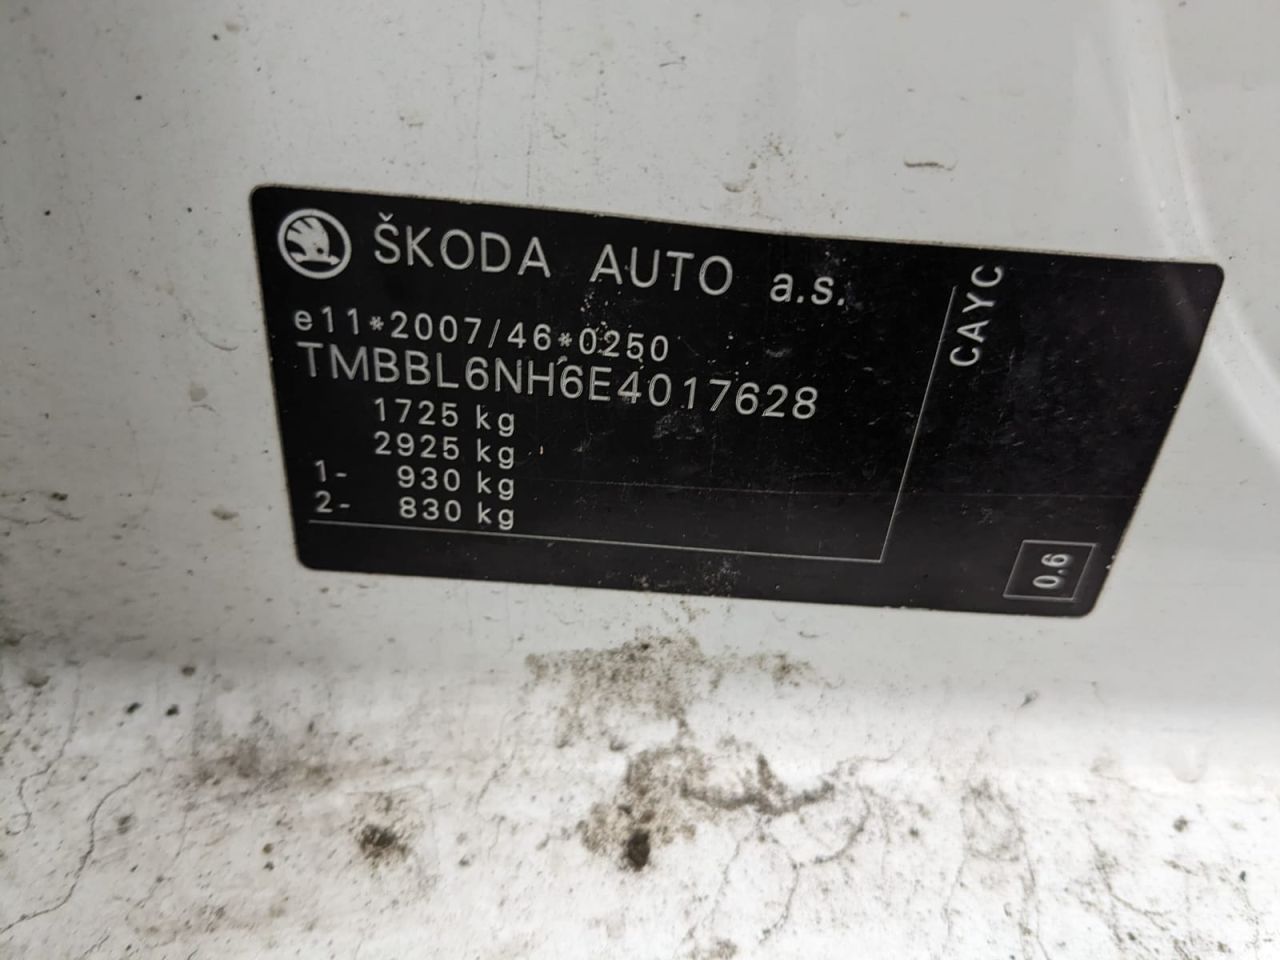 ŠKODA AUTO a.s.
e11*2007/46*0250
TMBBL6NH6E4017628
1725 kg
2925 kg
1- 930 kg
2- 830 kg
CAYC
0.6